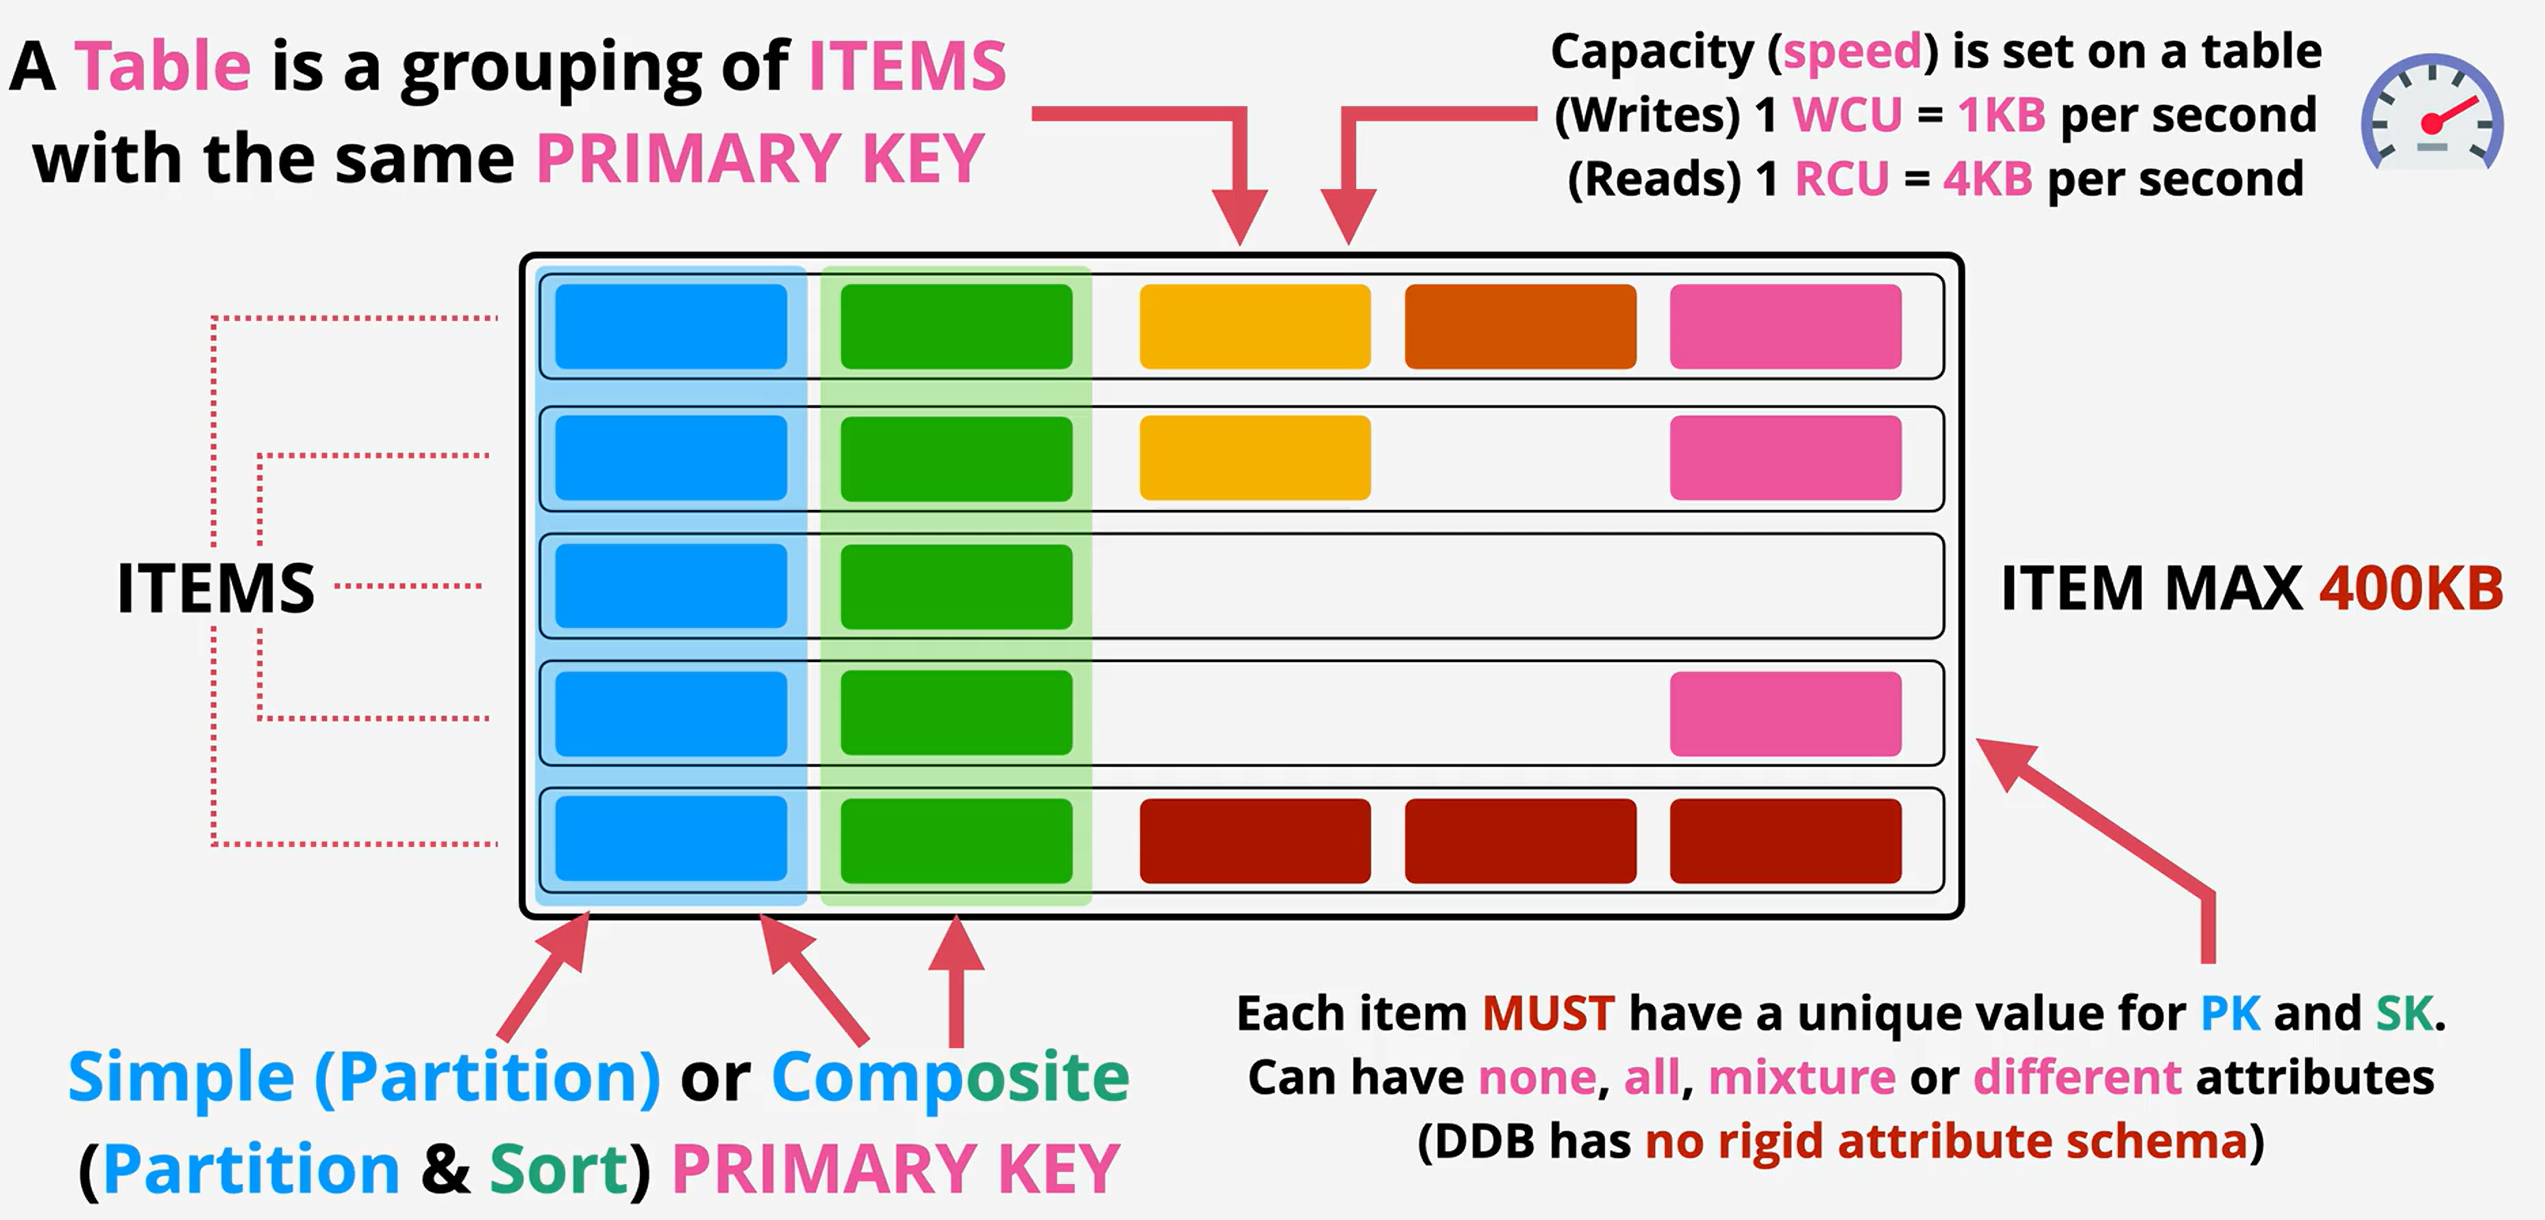 A Table is a grouping of ITEMS
with the same PRIMARY KEY
Capacity (speed) is set on a table
(Writes) 1 WCU = 1KB per second
(Reads) 1 RCU = 4KB per second
ITEMS
ITEM MAX 400KB
Simple (Partition) or Composite
(Partition & Sort) PRIMARY KEY
Each item MUST have a unique value for PK and SK.
Can have none, all, mixture or different attributes
(DDB has no rigid attribute schema)